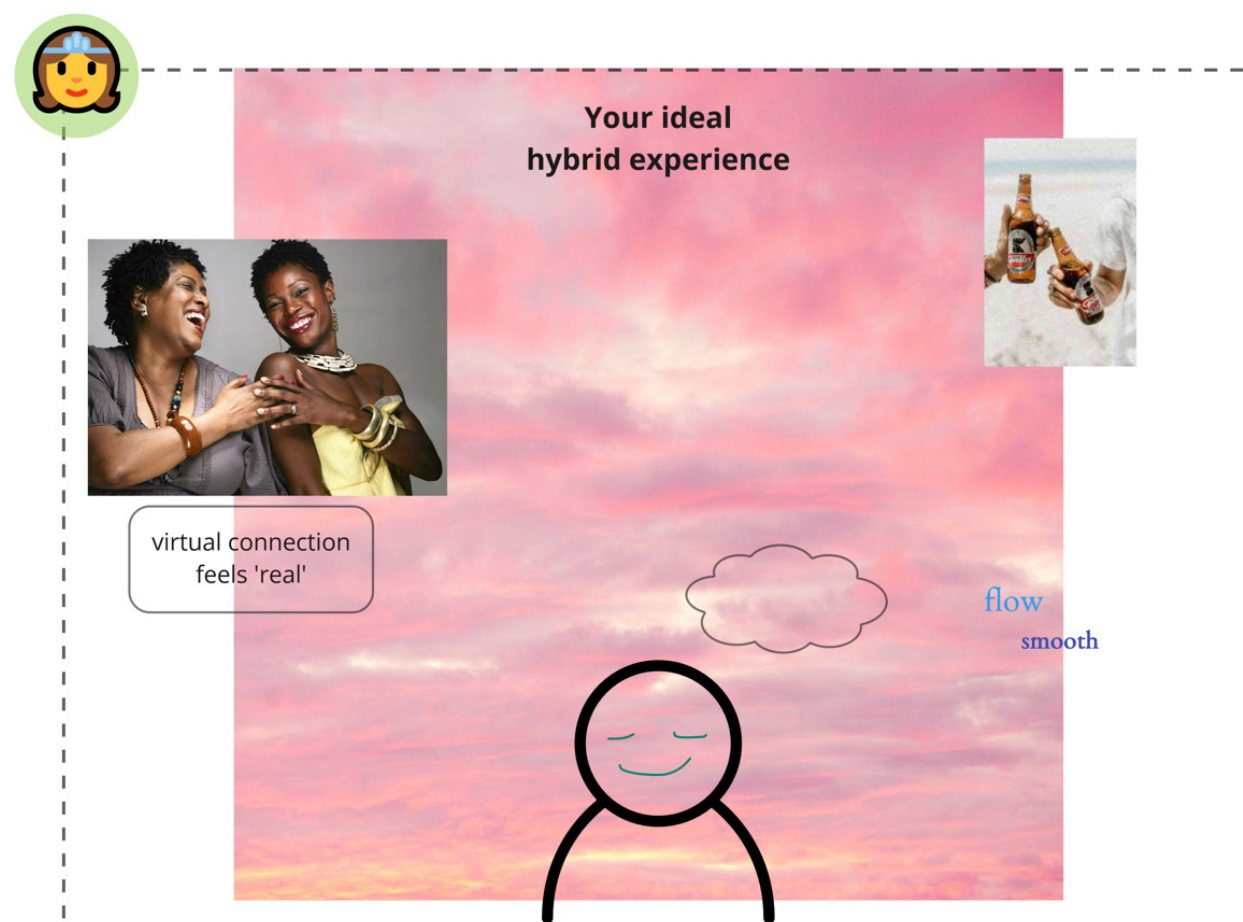 Your ideal
hybrid experience
virtual connection
feels 'real'
flow
smooth